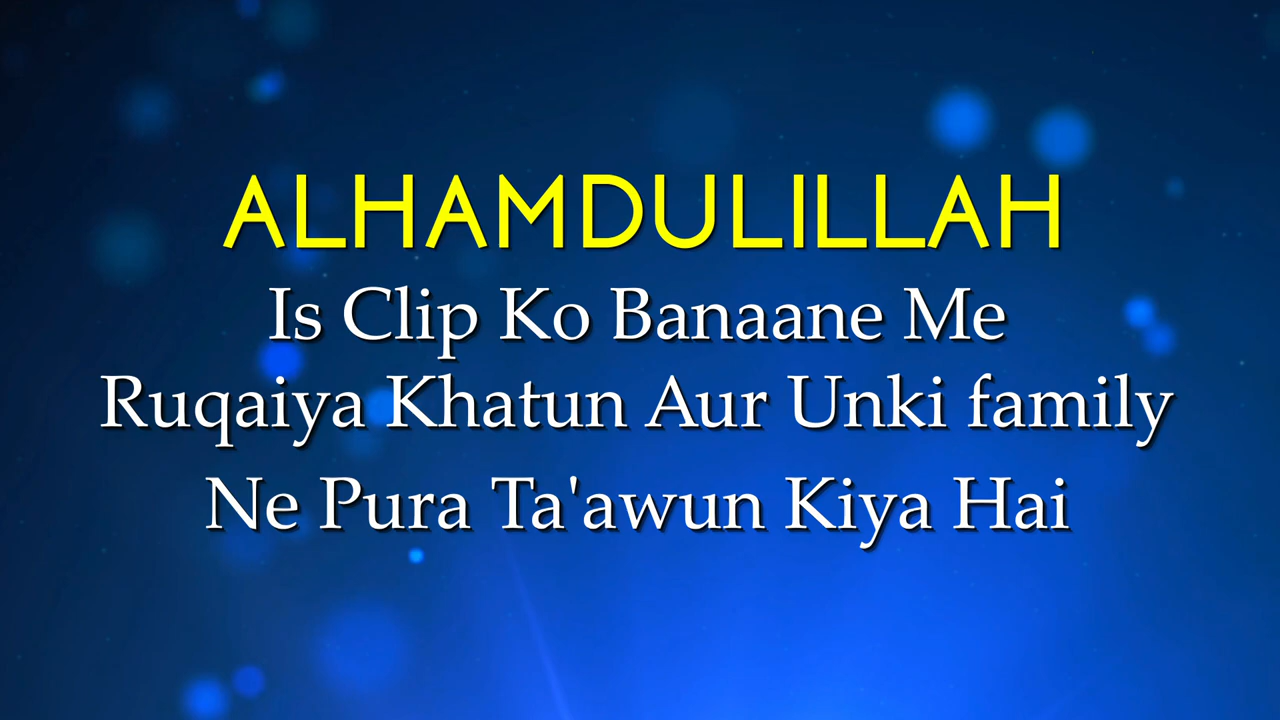 ALHAMDULILLAH
Is Clip Ko Banaane Me
Ruqaiya Khatun Aur Unki family
Ne Pura Ta'awun Kiya Hai